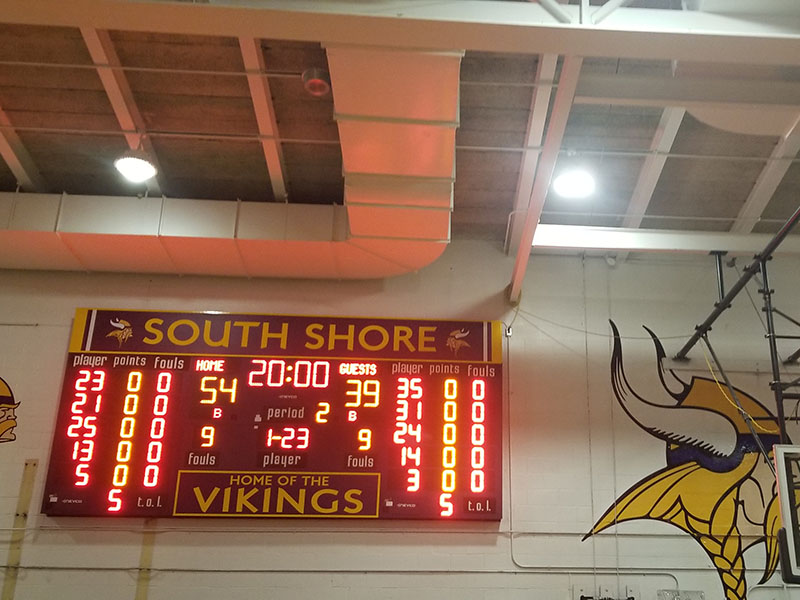 SOUTH SHORE
player points fouls HOME 20:00 GUESTS player points fouls
23 0 0 54 39 35 0 0
21 0 0 B period 2 B 31 0 0
25 0 0 9 1-23 9 24 0 0
13 0 0 fouls player fouls 14 0 0
5 0 0 3 0 0
5 t.o.l. 5 t.o.l.
HOME OF THE
VIKINGS